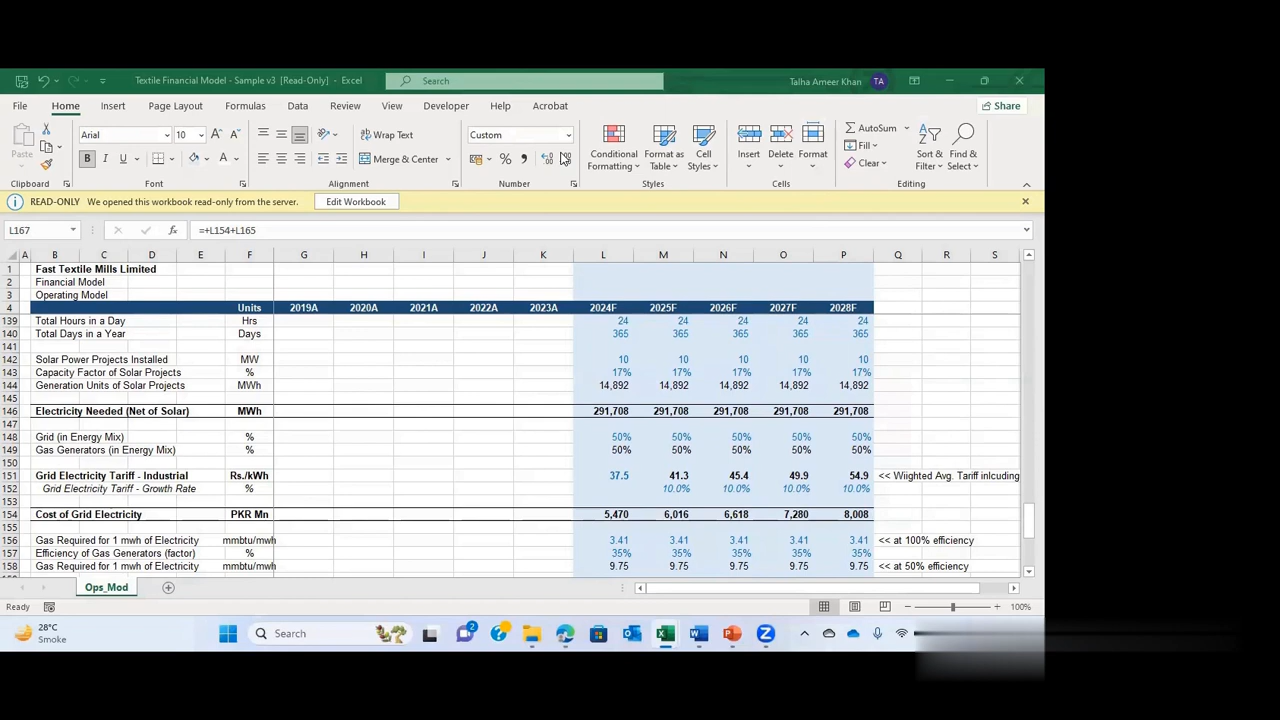 Textile Financial Model - Sample v3 [Read-Only] - Excel Search Talha Ameer Khan TA
File Home Insert Page Layout Formulas Data Review View Developer Help Acrobat Share
Paste Arial 10 Wrap Text Custom Conditional Formatting Format as Table Cell Styles Insert Delete Format AutoSum Sort & Filter Find & Select
B I U A Merge & Center % Fill Clear
Clipboard Font Alignment Number Styles Cells Editing
READ-ONLY We opened this workbook read-only from the server. Edit Workbook
L167 fx =+L154+L165
A B C D E F G H I J K L M N O P Q R S
1 Fast Textile Mills Limited
2 Financial Model
3 Operating Model
4 Units 2019A 2020A 2021A 2022A 2023A 2024F 2025F 2026F 2027F 2028F
139 Total Hours in a Day Hrs 24 24 24 24 24
140 Total Days in a Year Days 365 365 365 365 365
141
142 Solar Power Projects Installed MW 10 10 10 10 10
143 Capacity Factor of Solar Projects % 17% 17% 17% 17% 17%
144 Generation Units of Solar Projects MWh 14,892 14,892 14,892 14,892 14,892
145
146 Electricity Needed (Net of Solar) MWh 291,708 291,708 291,708 291,708 291,708
147
148 Grid (in Energy Mix) % 50% 50% 50% 50% 50%
149 Gas Generators (in Energy Mix) % 50% 50% 50% 50% 50%
150
151 Grid Electricity Tariff - Industrial Rs./kWh 37.5 41.3 45.4 49.9 54.9 << Wiighted Avg. Tariff inlcuding
152 Grid Electricity Tariff - Growth Rate % 10.0% 10.0% 10.0% 10.0%
153
154 Cost of Grid Electricity PKR Mn 5,470 6,016 6,618 7,280 8,008
155
156 Gas Required for 1 mwh of Electricity mmbtu/mwh 3.41 3.41 3.41 3.41 3.41 << at 100% efficiency
157 Efficiency of Gas Generators (factor) % 35% 35% 35% 35% 35%
158 Gas Required for 1 mwh of Electricity mmbtu/mwh 9.75 9.75 9.75 9.75 9.75 << at 50% efficiency
Ops_Mod
Ready 100%
28°C
Smoke
Search 2